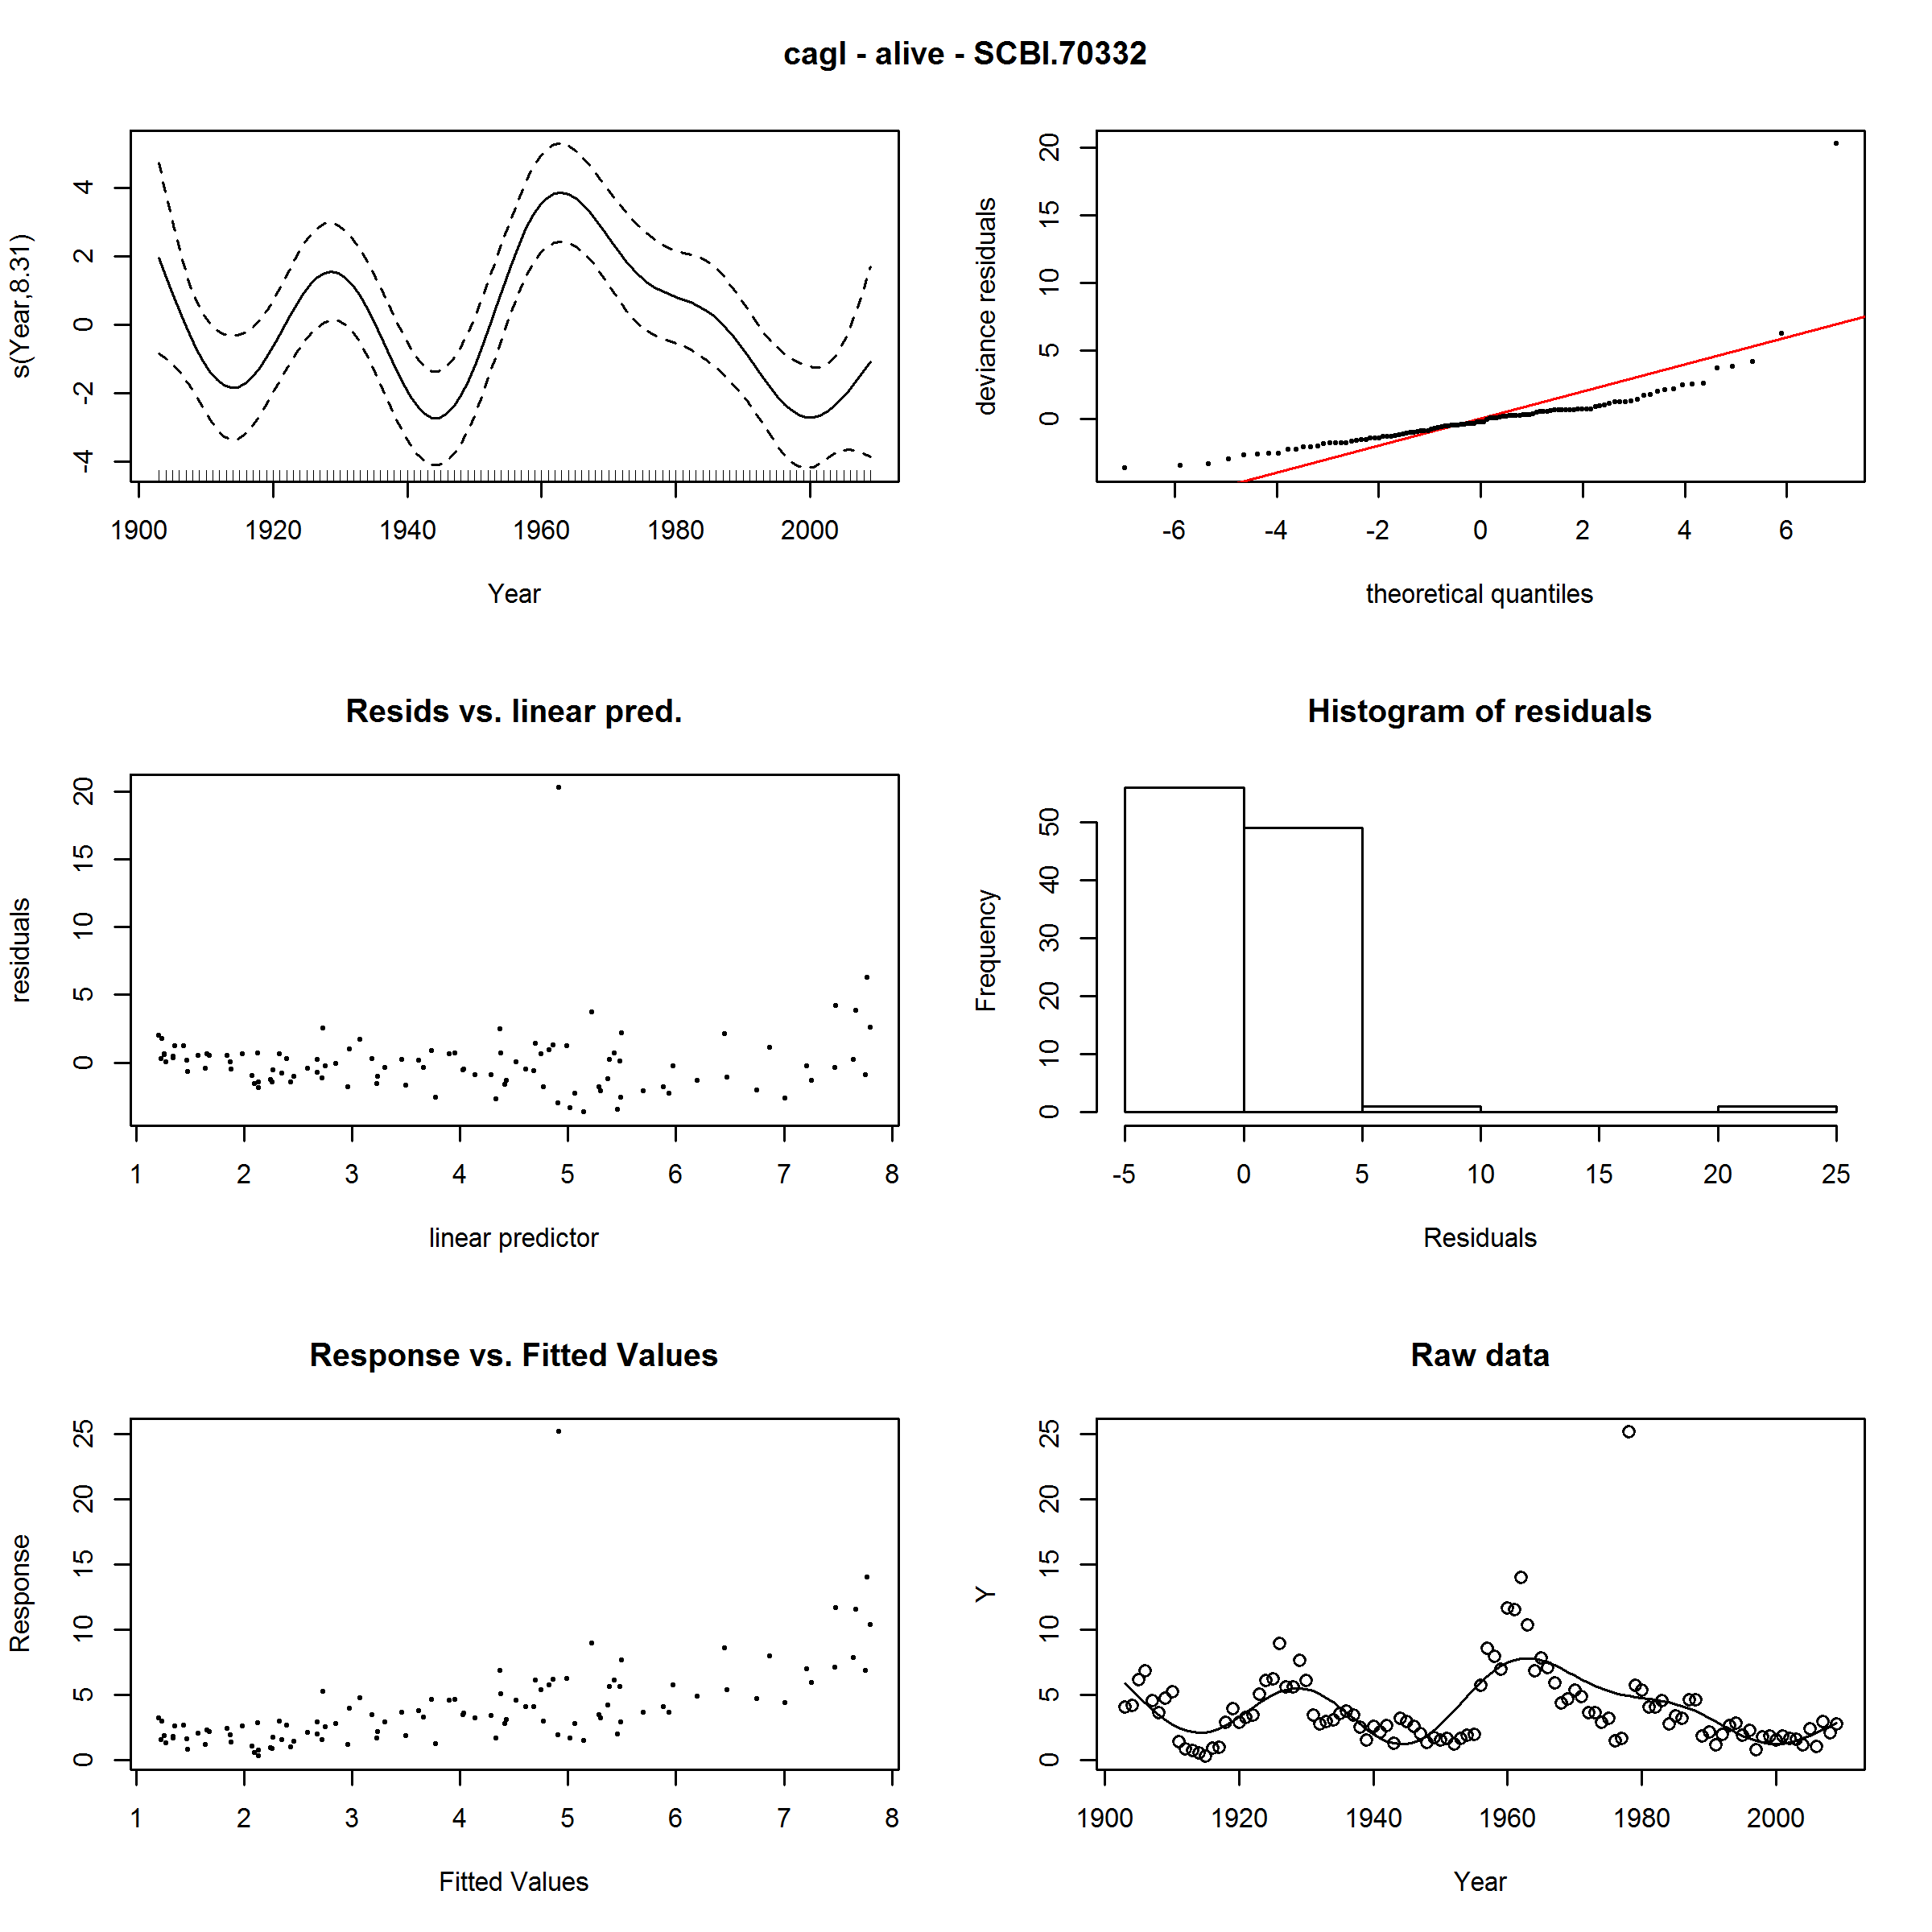 cagl - alive - SCBI.70332
s(Year,8.31)
4
2
0
-2
-4
1900 1920 1940 1960 1980 2000
Year
deviance residuals
20
15
10
5
0
-6 -4 -2 0 2 4 6
theoretical quantiles
Resids vs. linear pred.
residuals
20
15
10
5
0
1 2 3 4 5 6 7 8
linear predictor
Histogram of residuals
Frequency
50
40
30
20
10
0
-5 0 5 10 15 20 25
Residuals
Response vs. Fitted Values
Response
25
20
15
10
5
0
1 2 3 4 5 6 7 8
Fitted Values
Raw data
Y
25
20
15
10
5
0
1900 1920 1940 1960 1980 2000
Year